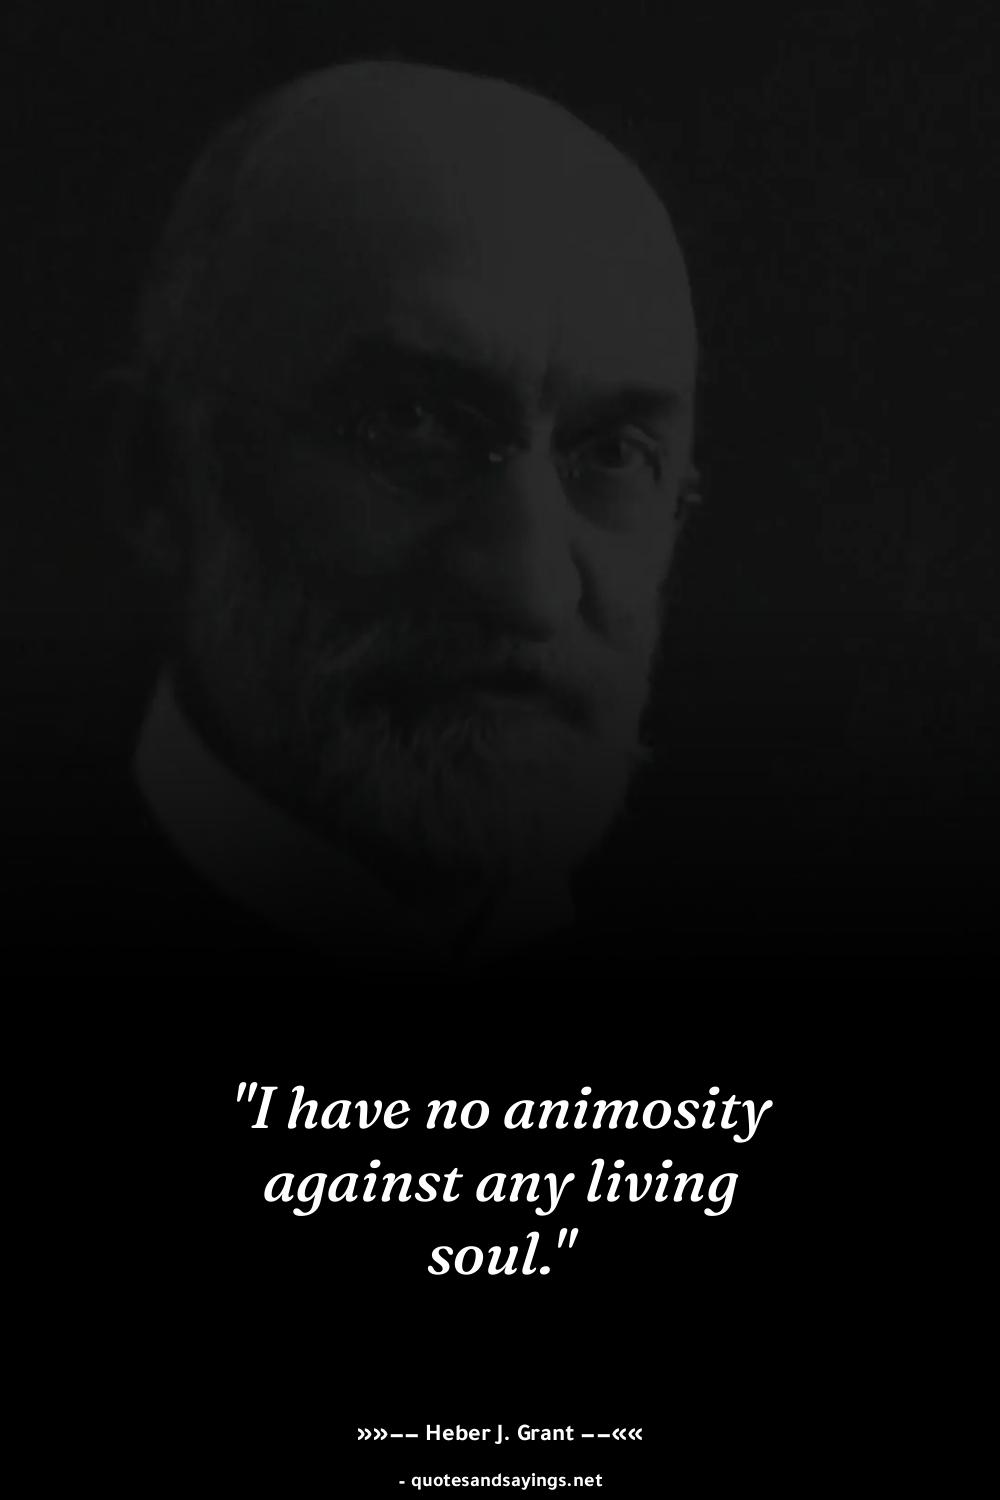 "I have no animosity
against any living
soul."
»»−− Heber J. Grant −−««
- quotesandsayings.net